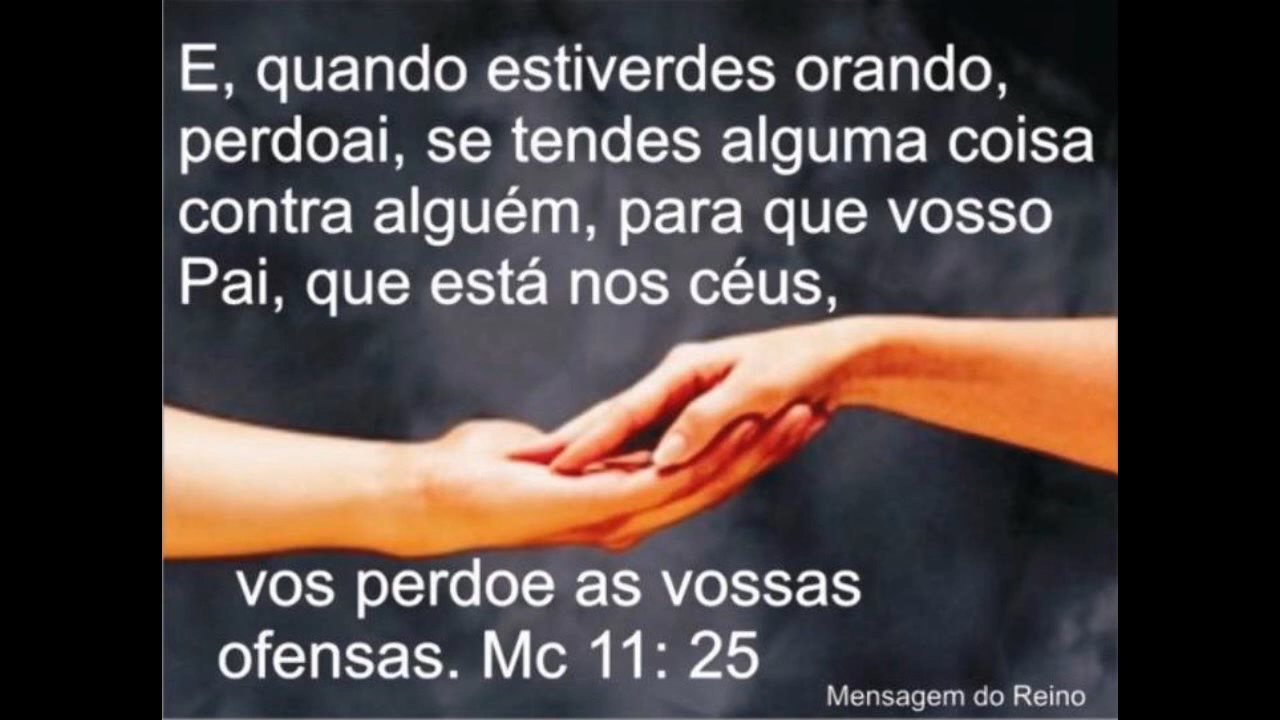 E, quando estiverdes orando,
perdoai, se tendes alguma coisa
contra alguém, para que vosso
Pai, que está nos céus,
vos perdoe as vossas
ofensas. Mc 11: 25
Mensagem do Reino